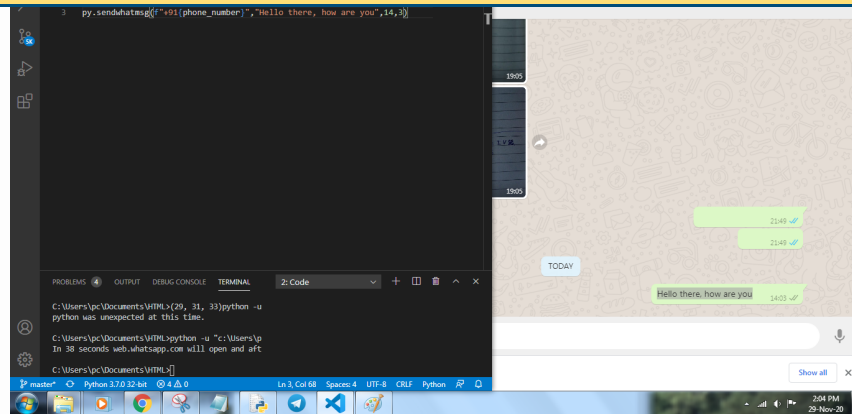 3 py.sendwhatmsg(f"+91{phone_number}","Hello there, how are you",14,3)
5K
19:05
19:05
21:49
21:49
TODAY
Hello there, how are you 14:03
PROBLEMS 4 OUTPUT DEBUG CONSOLE TERMINAL 2: Code
C:\Users\pc\Documents\HTML>(29, 31, 33)python -u
python was unexpected at this time.
C:\Users\pc\Documents\HTML>python -u "c:\Users\p
In 38 seconds web.whatsapp.com will open and aft
C:\Users\pc\Documents\HTML>
Show all
master* Python 3.7.0 32-bit 4 0 Ln 3, Col 68 Spaces: 4 UTF-8 CRLF Python
2:04 PM
29-Nov-20